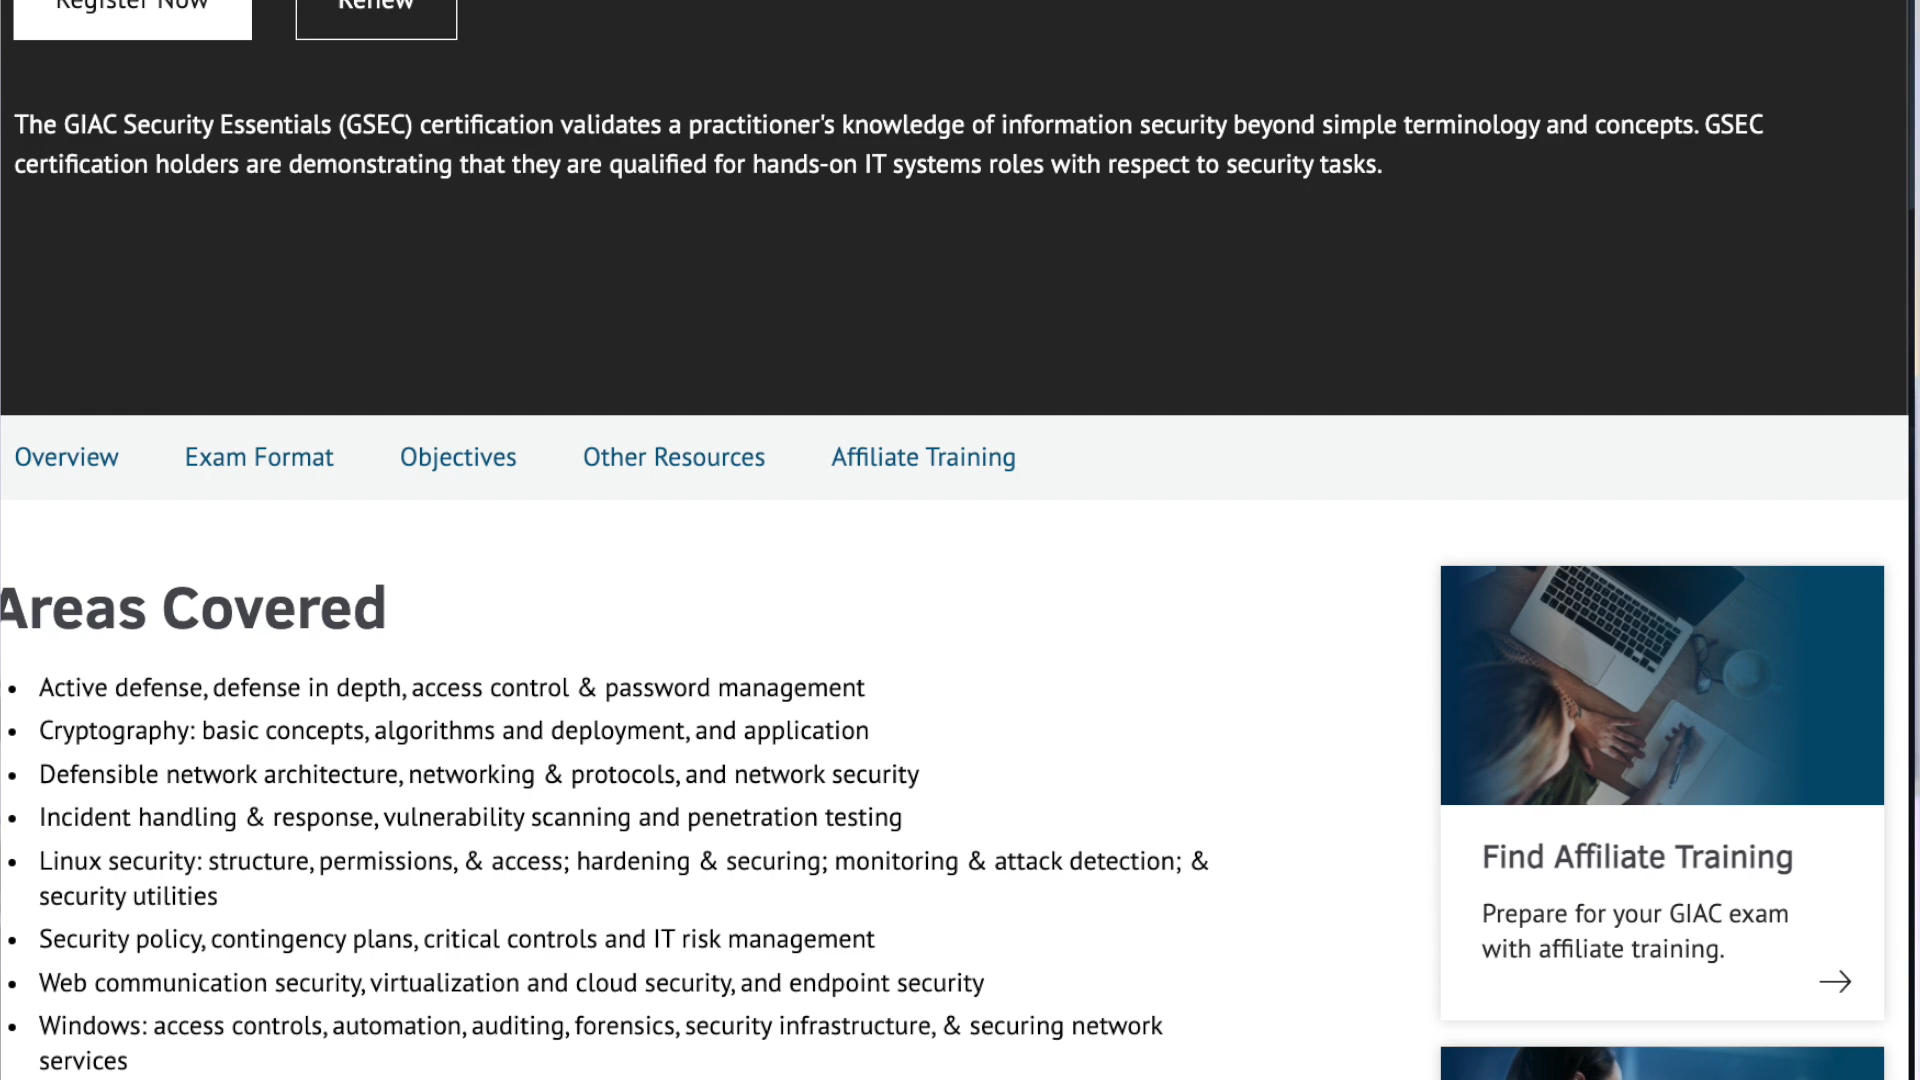 Register Now
Renew
The GIAC Security Essentials (GSEC) certification validates a practitioner's knowledge of information security beyond simple terminology and concepts. GSEC
certification holders are demonstrating that they are qualified for hands-on IT systems roles with respect to security tasks.
Overview
Exam Format
Objectives
Other Resources
Affiliate Training
Areas Covered
• Active defense, defense in depth, access control & password management
• Cryptography: basic concepts, algorithms and deployment, and application
• Defensible network architecture, networking & protocols, and network security
• Incident handling & response, vulnerability scanning and penetration testing
• Linux security: structure, permissions, & access; hardening & securing; monitoring & attack detection; &
security utilities
• Security policy, contingency plans, critical controls and IT risk management
• Web communication security, virtualization and cloud security, and endpoint security
• Windows: access controls, automation, auditing, forensics, security infrastructure, & securing network
services
Find Affiliate Training
Prepare for your GIAC exam
with affiliate training.